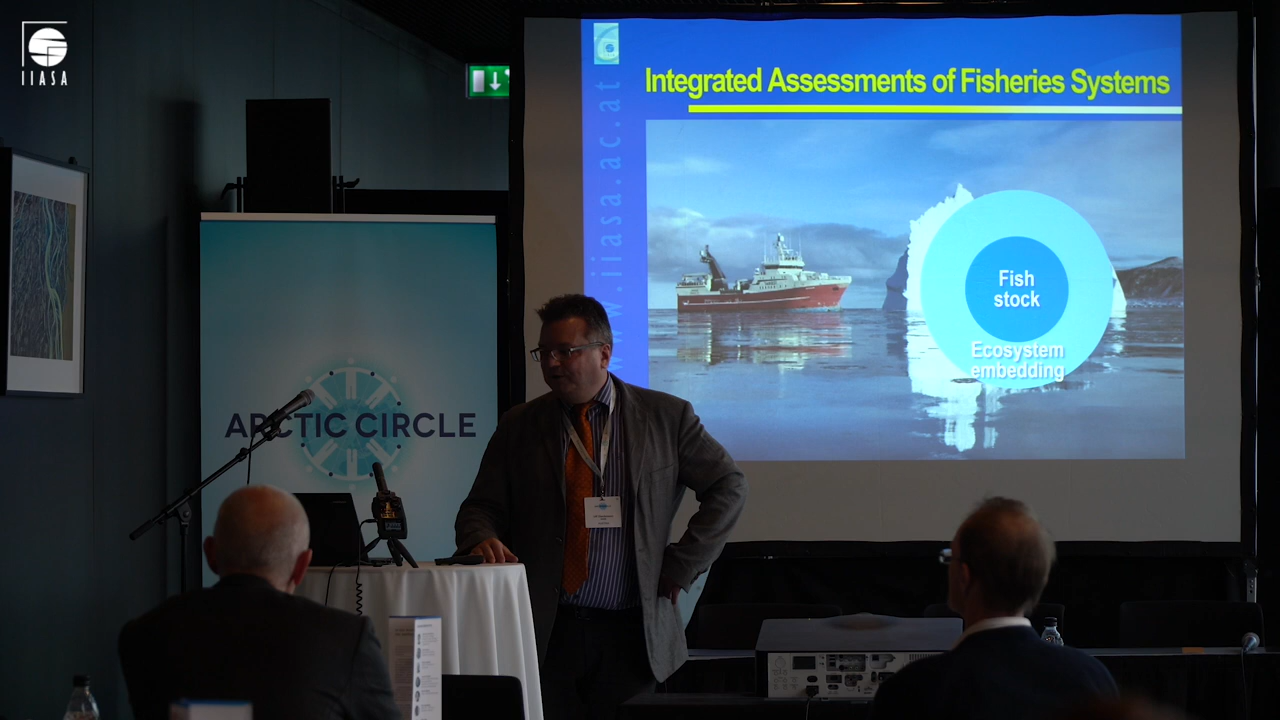 IIASA
Integrated Assessments of Fisheries Systems
www.iiasa.ac.at
Fish
stock
Ecosystem
embedding
ARCTIC CIRCLE